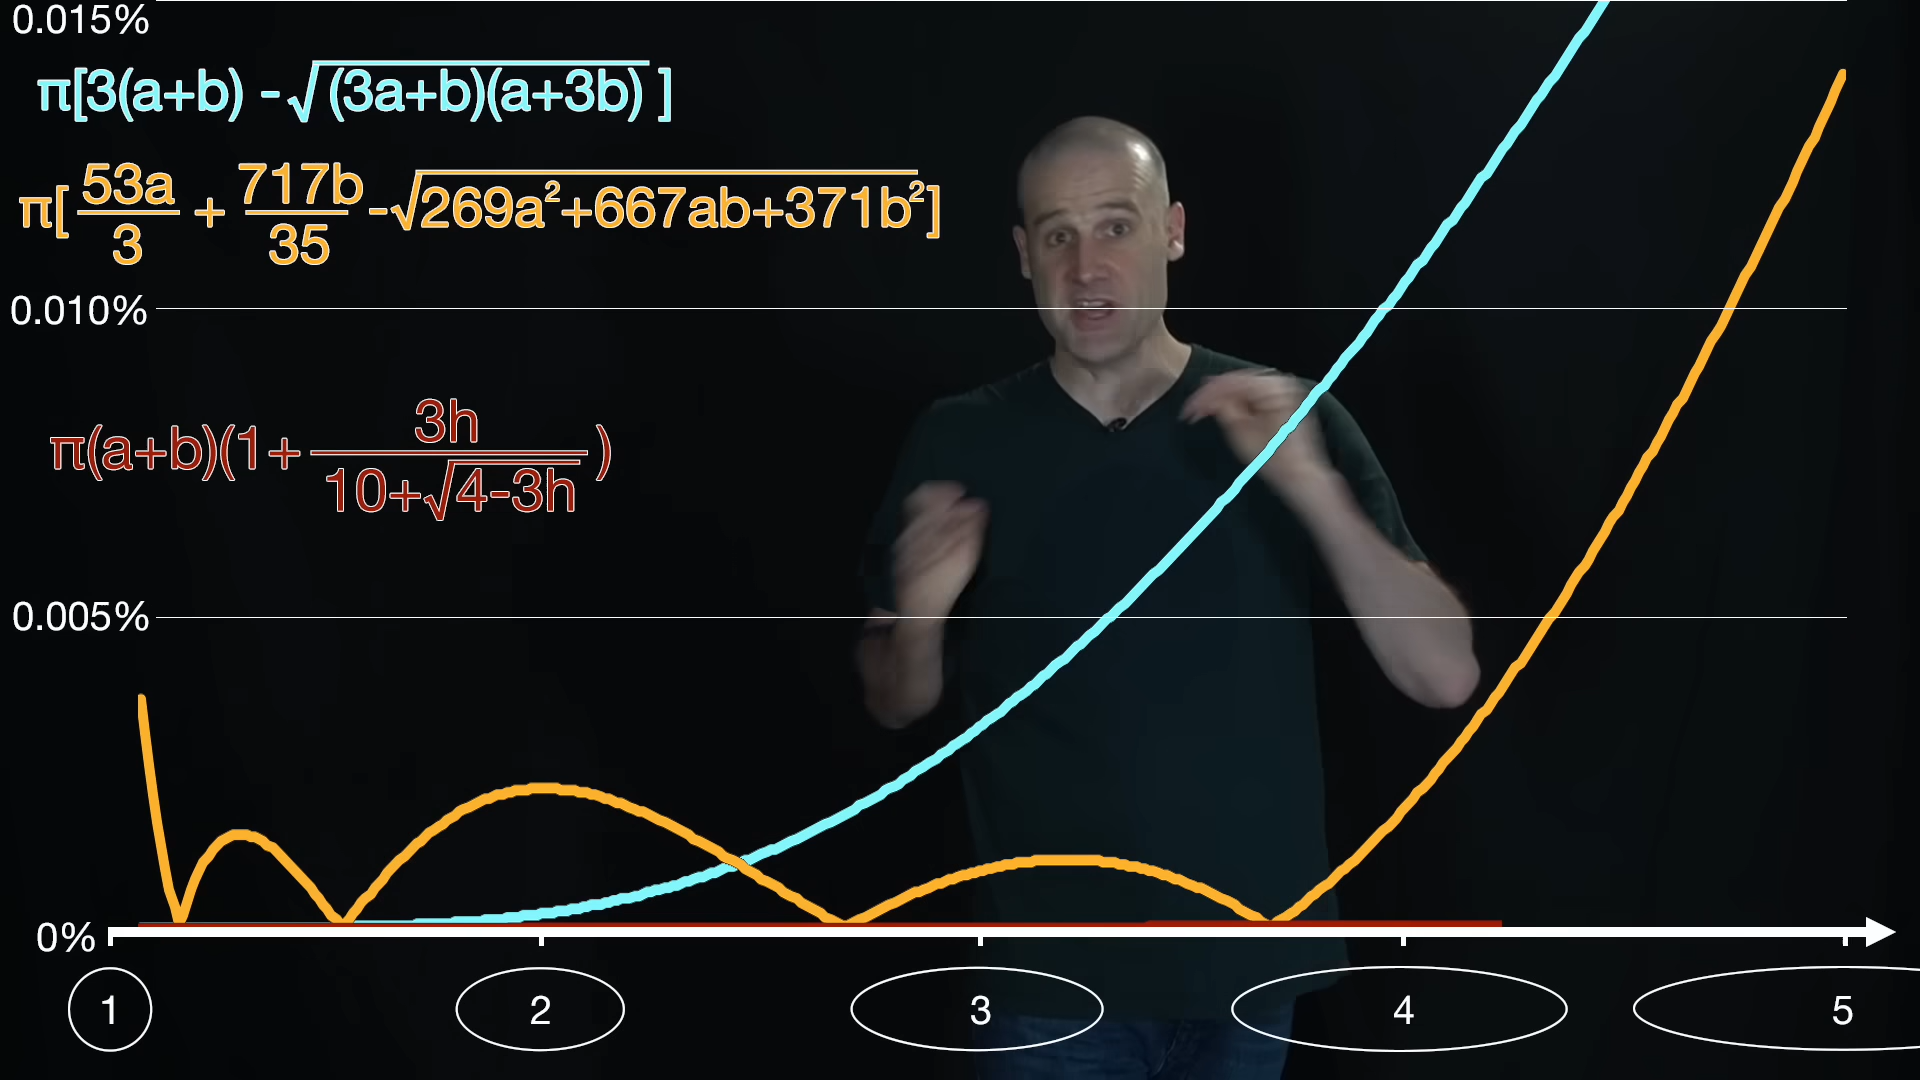 0.015%
π[3(a+b) -√(3a+b)(a+3b) ]
π[53a/3 + 717b/35 -√269a²+667ab+371b²]
0.010%
π(a+b)(1+ 3h/10+√4-3h )
0.005%
0%
1 2 3 4 5